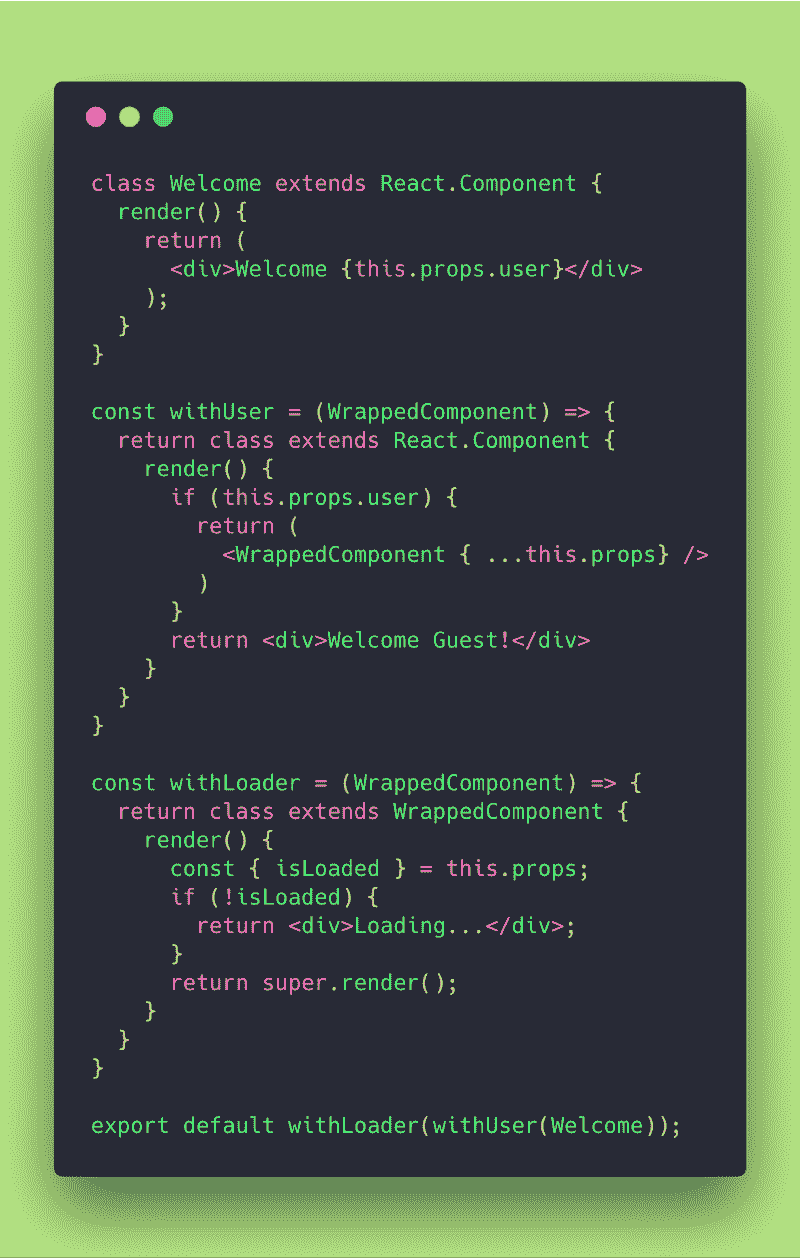 class Welcome extends React.Component {
  render() {
    return (
      <div>Welcome {this.props.user}</div>
    );
  }
}

const withUser = (WrappedComponent) => {
  return class extends React.Component {
    render() {
      if (this.props.user) {
        return (
          <WrappedComponent { ...this.props} />
        )
      }
      return <div>Welcome Guest!</div>
    }
  }
}

const withLoader = (WrappedComponent) => {
  return class extends WrappedComponent {
    render() {
      const { isLoaded } = this.props;
      if (!isLoaded) {
        return <div>Loading...</div>;
      }
      return super.render();
    }
  }
}

export default withLoader(withUser(Welcome));